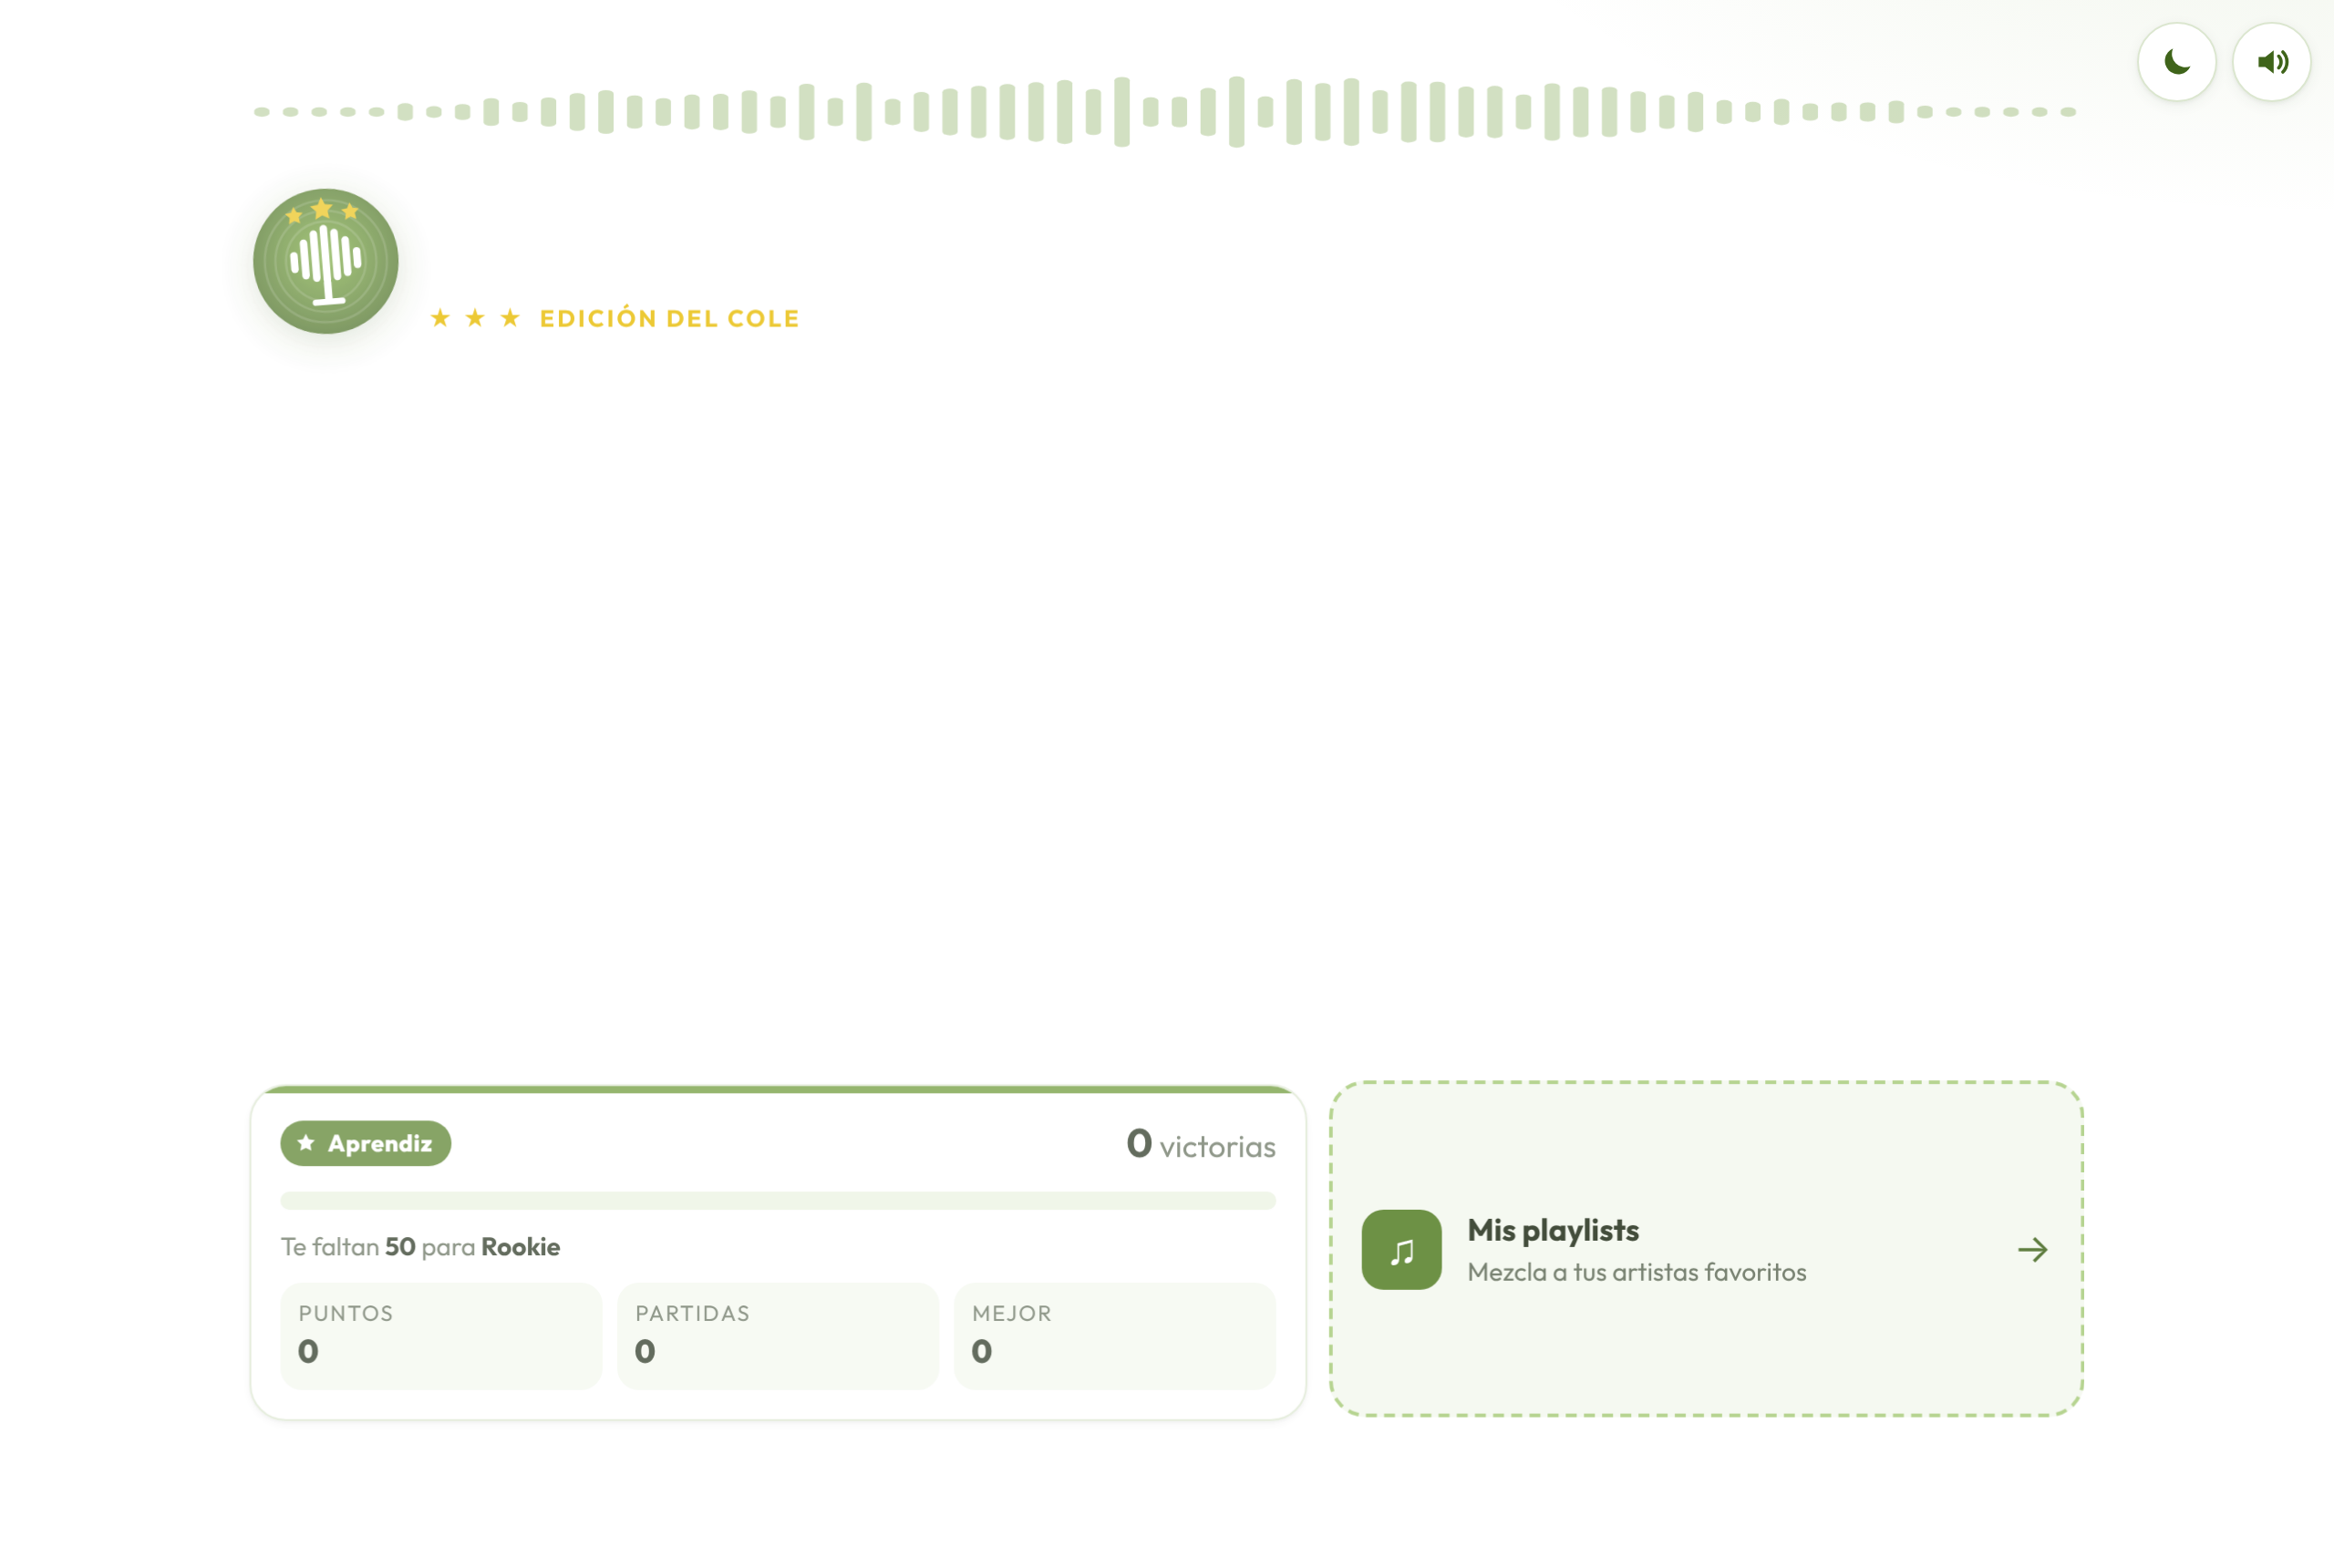 ★ ★ ★ EDICIÓN DEL COLE
Aprendiz
0 victorias
Te faltan 50 para Rookie
PUNTOS
0
PARTIDAS
0
MEJOR
0
Mis playlists
Mezcla a tus artistas favoritos